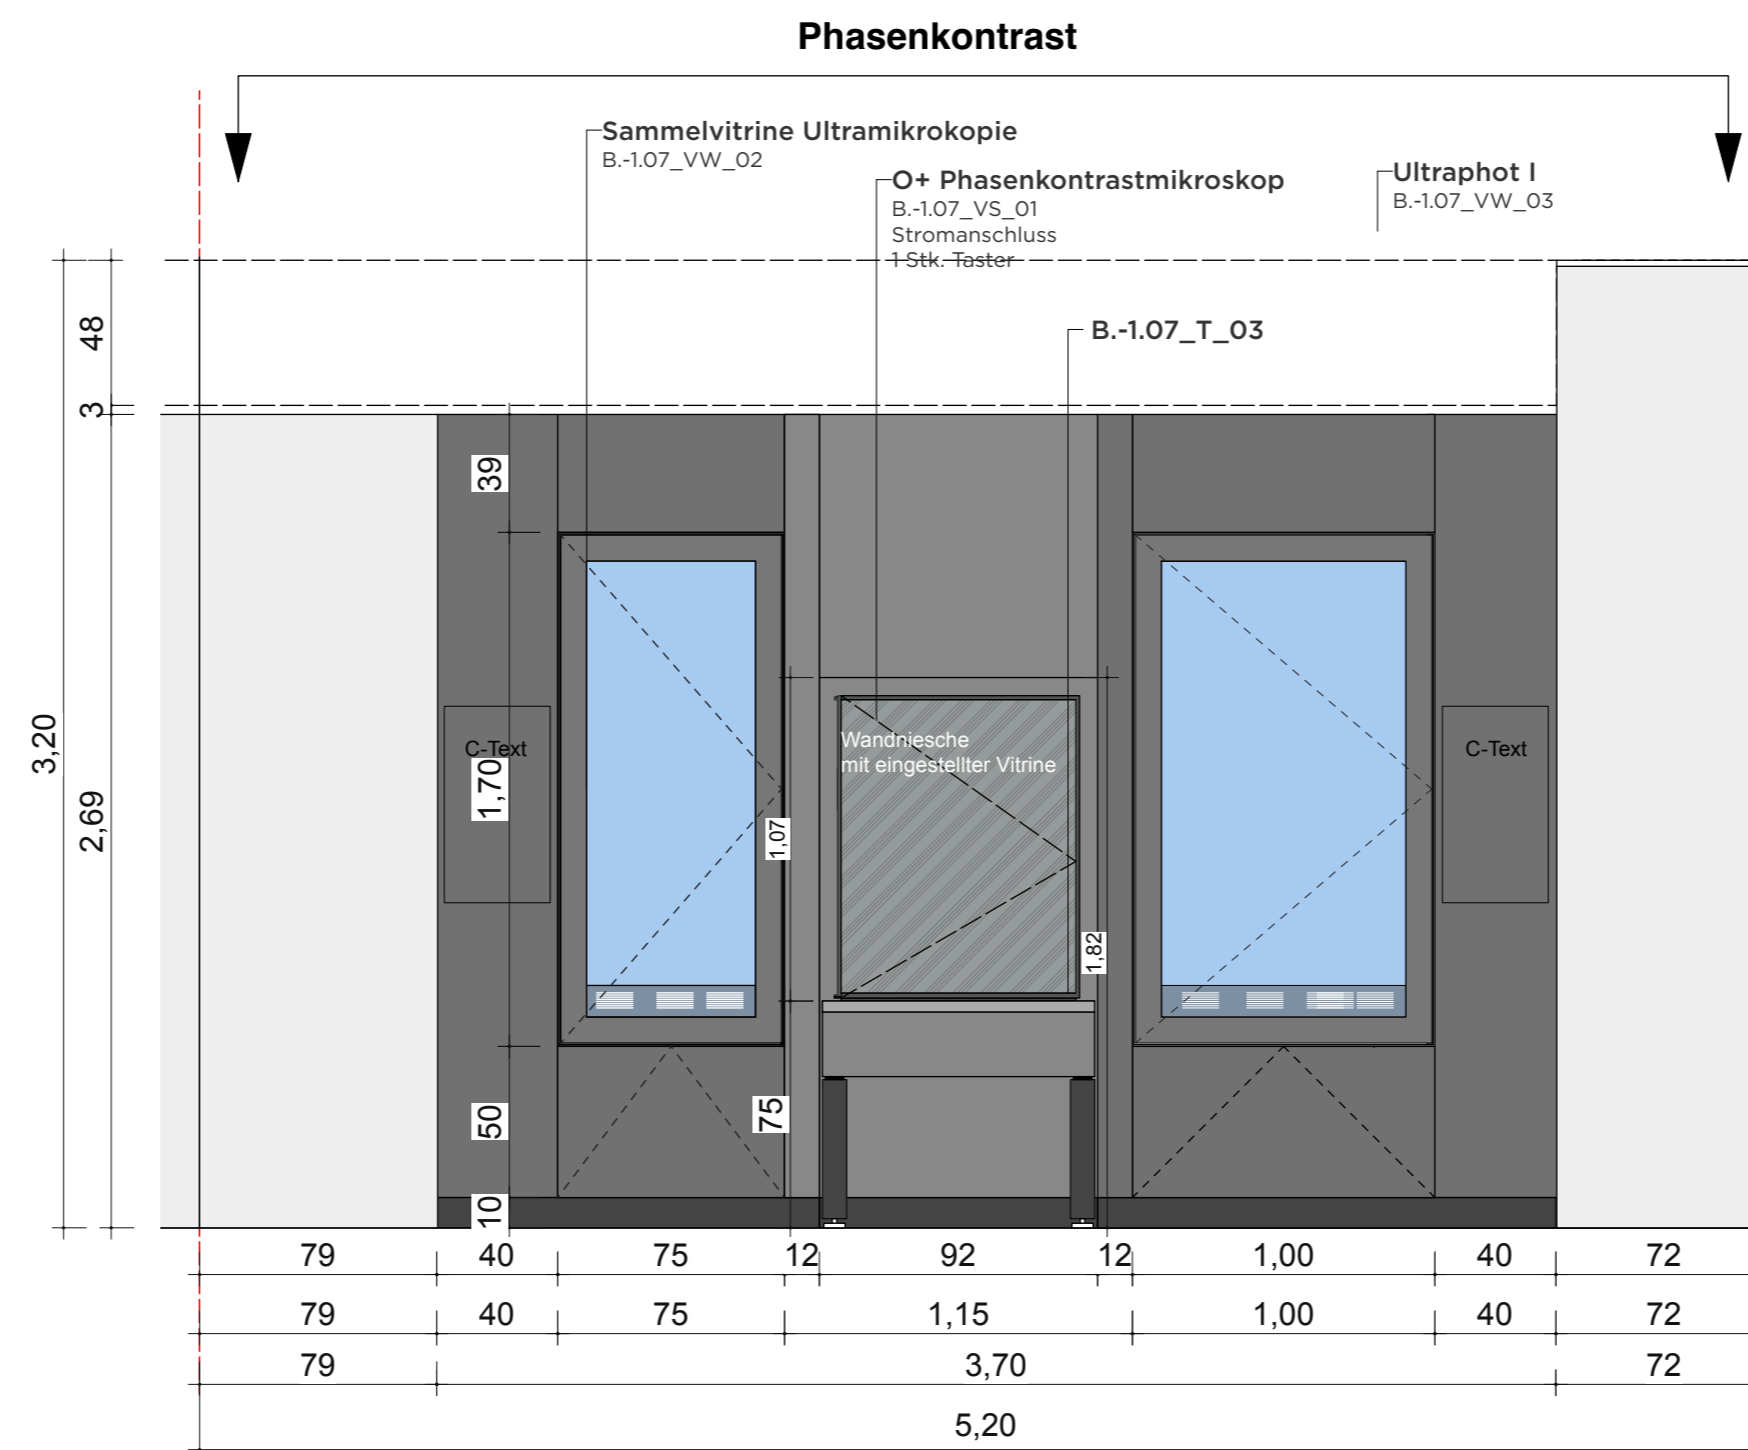 Phasenkontrast
Sammelvitrine Ultramikrokopie
B.-1.07_VW_02
O+ Phasenkontrastmikroskop
B.-1.07_VS_01
Stromanschluss
1 Stk. Taster
Ultraphot I
B.-1.07_VW_03
B.-1.07_T_03
48
3
3,20
2,69
39
C-Text
1,70
50
10
1,07
75
Wandniesche
mit eingestellter Vitrine
1,82
C-Text
79 40 75 12 92 12 1,00 40 72
79 40 75 1,15 1,00 40 72
79 3,70 72
5,20